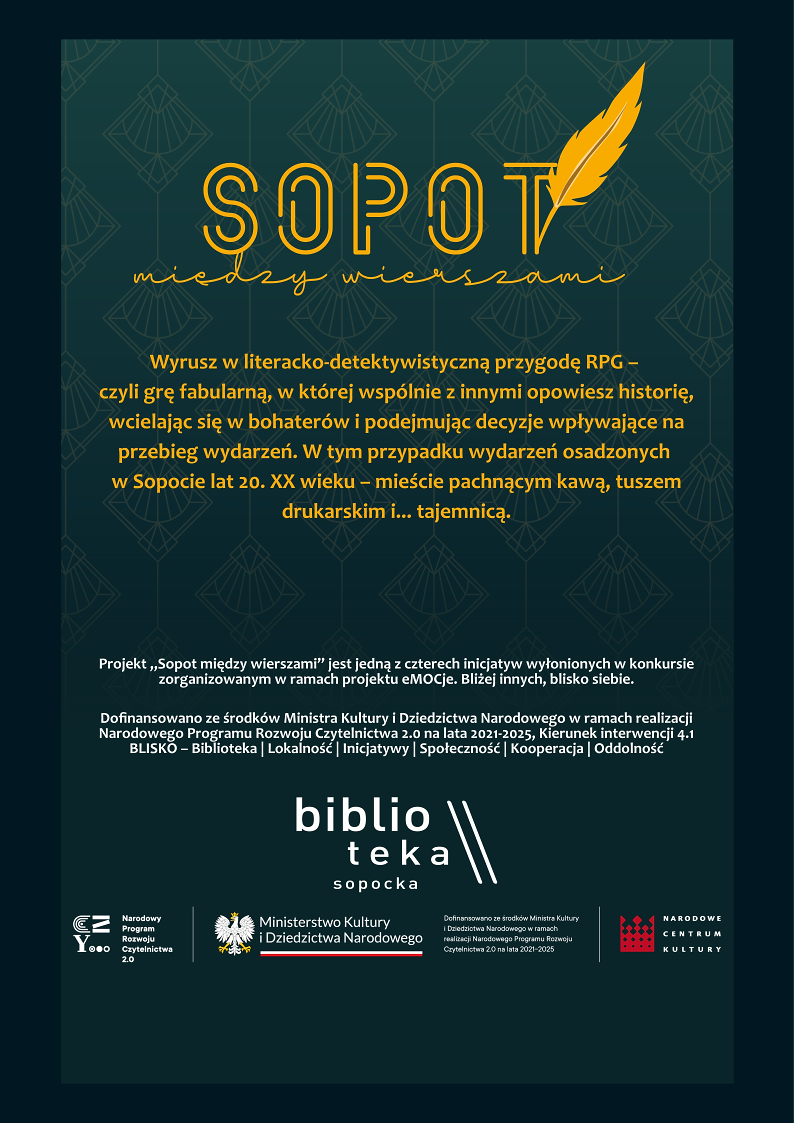 SOPOT
między wierszami
Wyrusz w literacko-detektywistyczną przygodę RPG –
czyli grę fabularną, w której wspólnie z innymi opowiesz historię,
wcielając się w bohaterów i podejmując decyzje wpływające na
przebieg wydarzeń. W tym przypadku wydarzeń osadzonych
w Sopocie lat 20. XX wieku – mieście pachnącym kawą, tuszem
drukarskim i... tajemnicą.
Projekt „Sopot między wierszami” jest jedną z czterech inicjatyw wyłonionych w konkursie
zorganizowanym w ramach projektu eMOCje. Bliżej innych, blisko siebie.
Dofinansowano ze środków Ministra Kultury i Dziedzictwa Narodowego w ramach realizacji
Narodowego Programu Rozwoju Czytelnictwa 2.0 na lata 2021-2025, Kierunek interwencji 4.1
BLISKO – Biblioteka | Lokalność | Inicjatywy | Społeczność | Kooperacja | Oddolność
biblio
teka
sopocka
Narodowy
Program
Rozwoju
Czytelnictwa
2.0
Ministerstwo Kultury
i Dziedzictwa Narodowego
Dofinansowano ze środków Ministra Kultury
i Dziedzictwa Narodowego w ramach
realizacji Narodowego Programu Rozwoju
Czytelnictwa 2.0 na lata 2021–2025
NARODOWE
CENTRUM
KULTURY